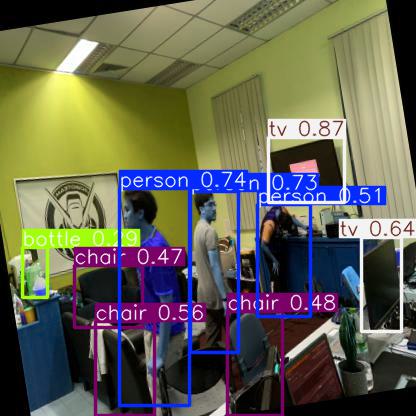 tv 0.87
person 0.74
n 0.73
person 0.51
tv 0.64
bottle 0.29
chair 0.47
chair 0.56
chair 0.48